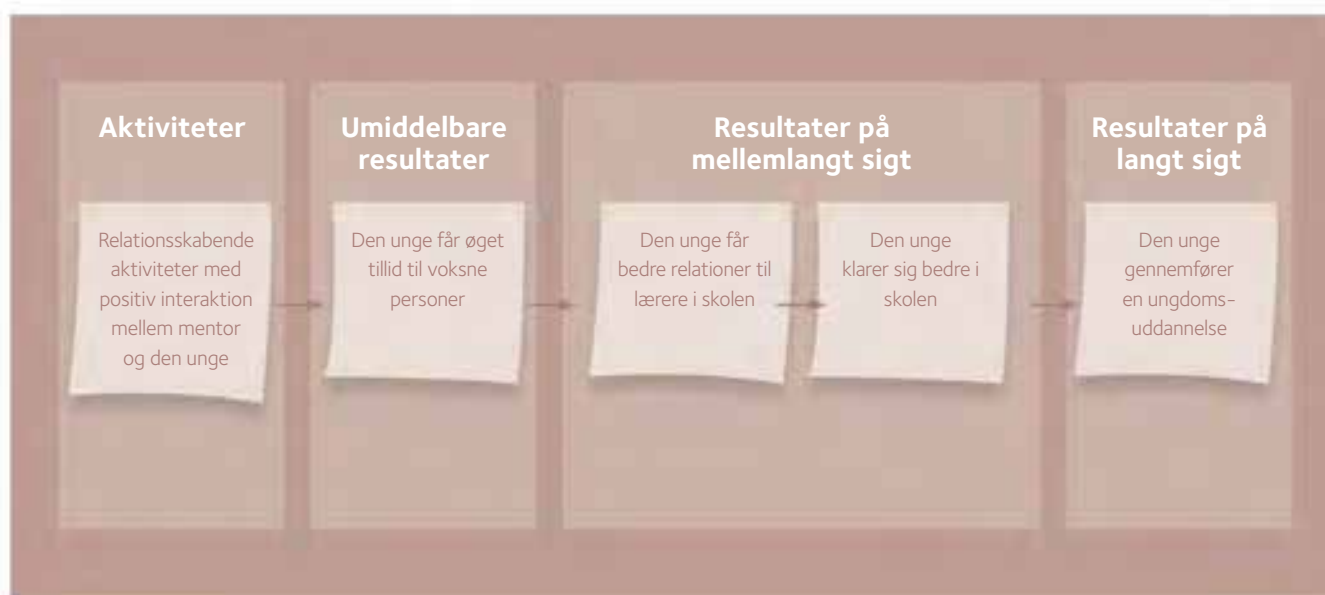 Aktiviteter
Relationsskabende
aktiviteter med
positiv interaktion
mellem mentor
og den unge
Umiddelbare
resultater
Den unge får øget
tillid til voksne
personer
Resultater på
mellemlangt sigt
Den unge får
bedre relationer til
lærere i skolen
Den unge
klarer sig bedre i
skolen
Resultater på
langt sigt
Den unge
gennemfører
en ungdoms-
uddannelse